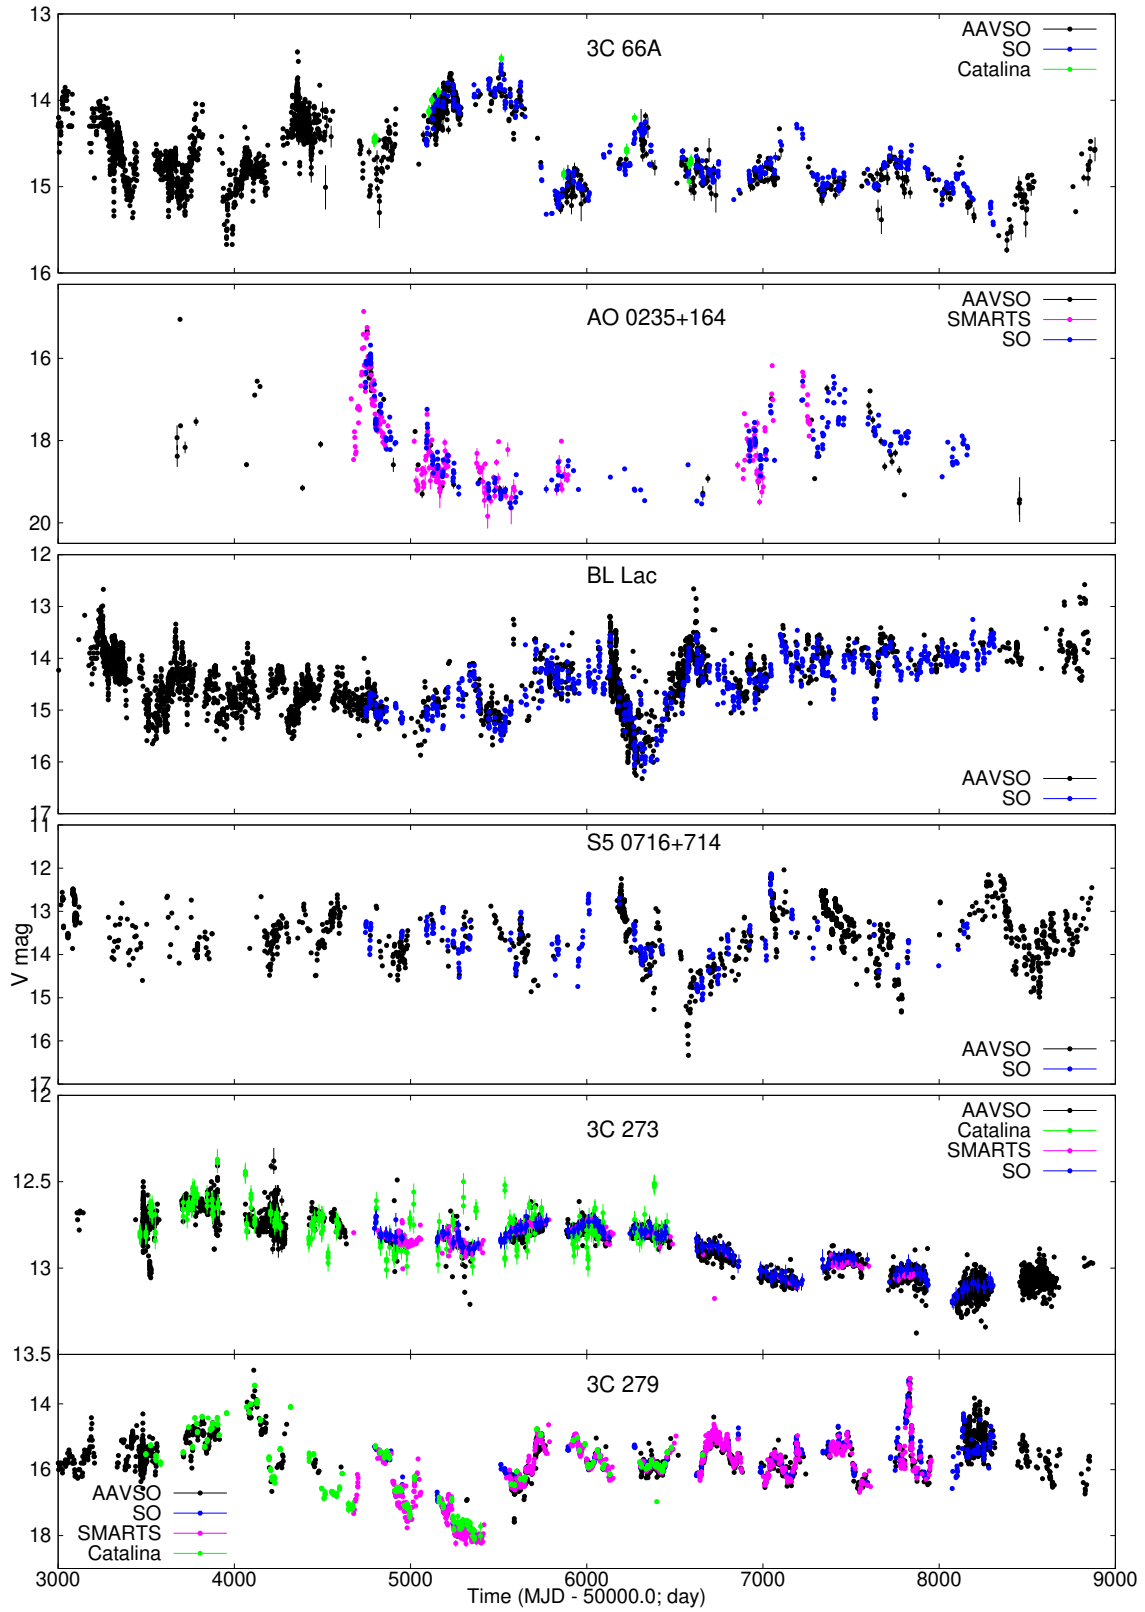 13
14
15
16
3C 66A
AAVSO
SO
Catalina
16
18
20
AO 0235+164
AAVSO
SMARTS
SO
12
13
14
15
16
17
BL Lac
AAVSO
SO
11
12
13
14
15
16
17
S5 0716+714
AAVSO
SO
V mag
12
12.5
13
13.5
3C 273
AAVSO
Catalina
SMARTS
SO
14
16
18
3C 279
AAVSO
SO
SMARTS
Catalina
3000 4000 5000 6000 7000 8000 9000
Time (MJD - 50000.0; day)